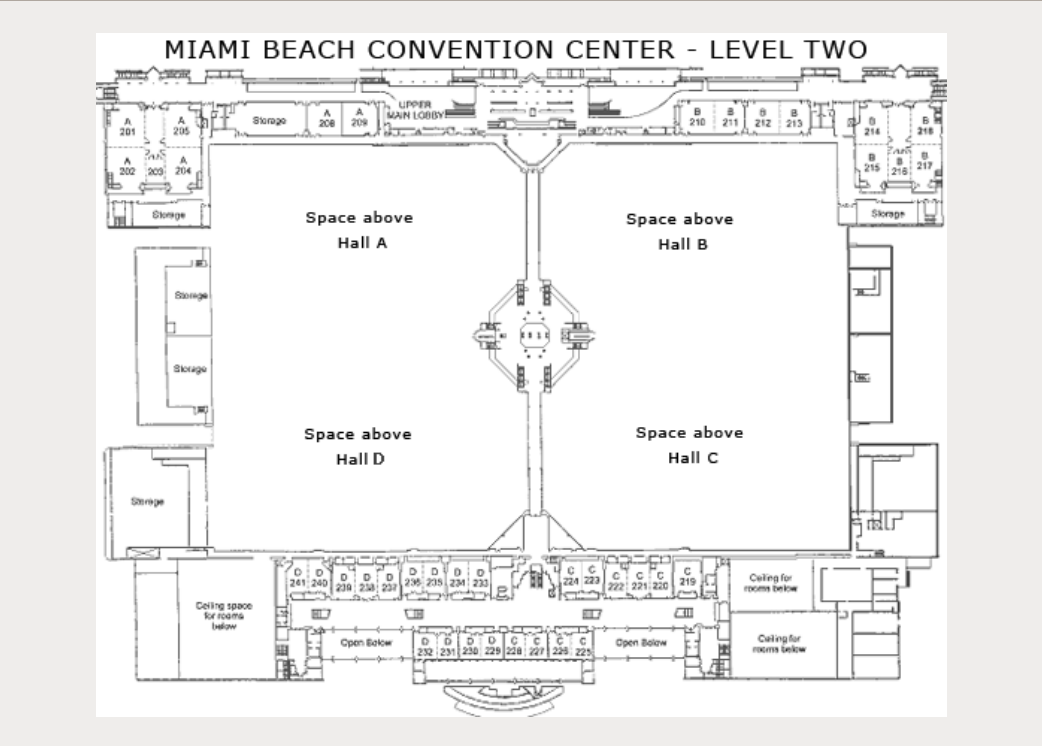 MIAMI BEACH CONVENTION CENTER - LEVEL TWO
UPPER
MAIN LOBBY
A
201
A
205
Storage
A
208
A
209
B
210
B
211
B
212
B
213
B
214
B
218
A
202
203
A
204
B
215
B
216
B
217
Storage
Storage
Space above
Hall A
Space above
Hall B
Storage
Storage
Space above
Hall D
Space above
Hall C
Storage
D
241
D
240
D
239
D
238
D
237
D
236
D
235
D
234
D
233
C
224
C
223
C
222
C
221
C
220
C
219
Ceiling for
rooms below
Ceiling space
for rooms
below
Open Below
D
232
D
231
D
230
D
229
C
228
C
227
C
226
C
225
Open Below
Ceiling for
rooms below